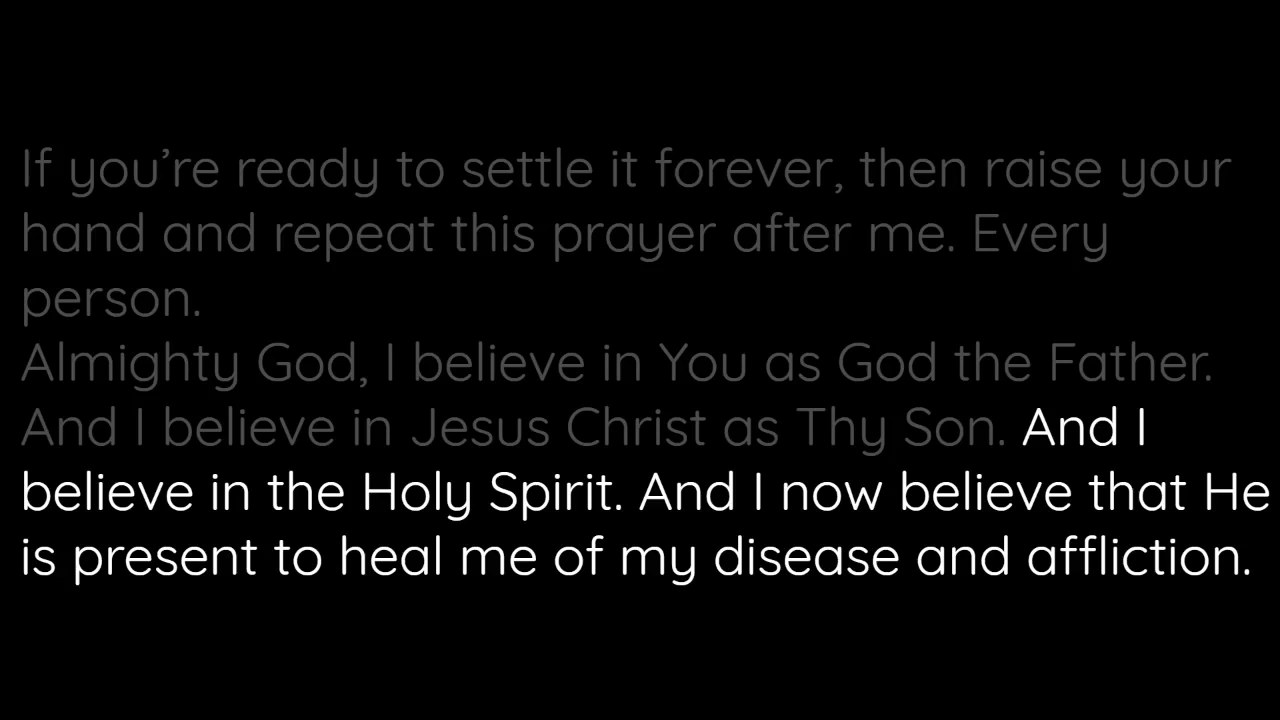 If you’re ready to settle it forever, then raise your
hand and repeat this prayer after me. Every
person.
Almighty God, I believe in You as God the Father.
And I believe in Jesus Christ as Thy Son. And I
believe in the Holy Spirit. And I now believe that He
is present to heal me of my disease and affliction.